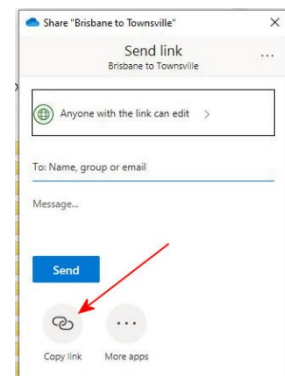 Share "Brisbane to Townsville"
Send link
Brisbane to Townsville
Anyone with the link can edit
To: Name, group or email
Message...
Send
Copy link More apps